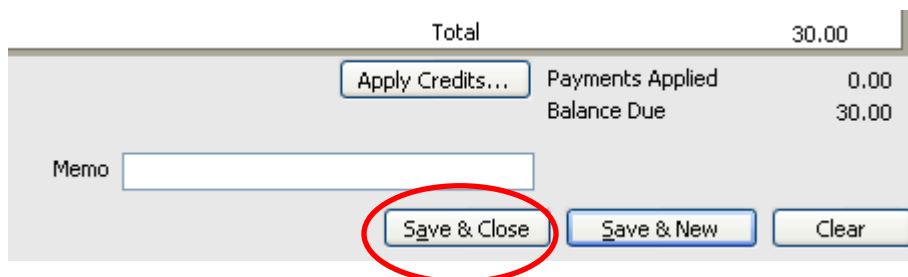 Total 30.00
Apply Credits... Payments Applied 0.00
Balance Due 30.00
Memo
Save & Close Save & New Clear